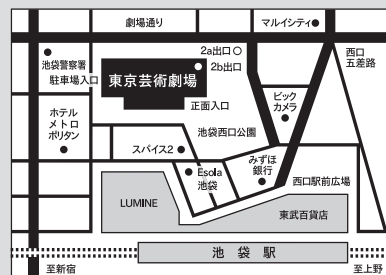 劇場通り
マルイシティ
2a出口
西口
五差路
池袋警察署
駐車場入口
東京芸術劇場
2b出口
正面入口
ビック
カメラ
ホテル
メトロ
ポリタン
池袋西口公園
スパイス2
Esola
池袋
みずほ
銀行
西口駅前広場
LUMINE
東武百貨店
池袋駅
至新宿
至上野